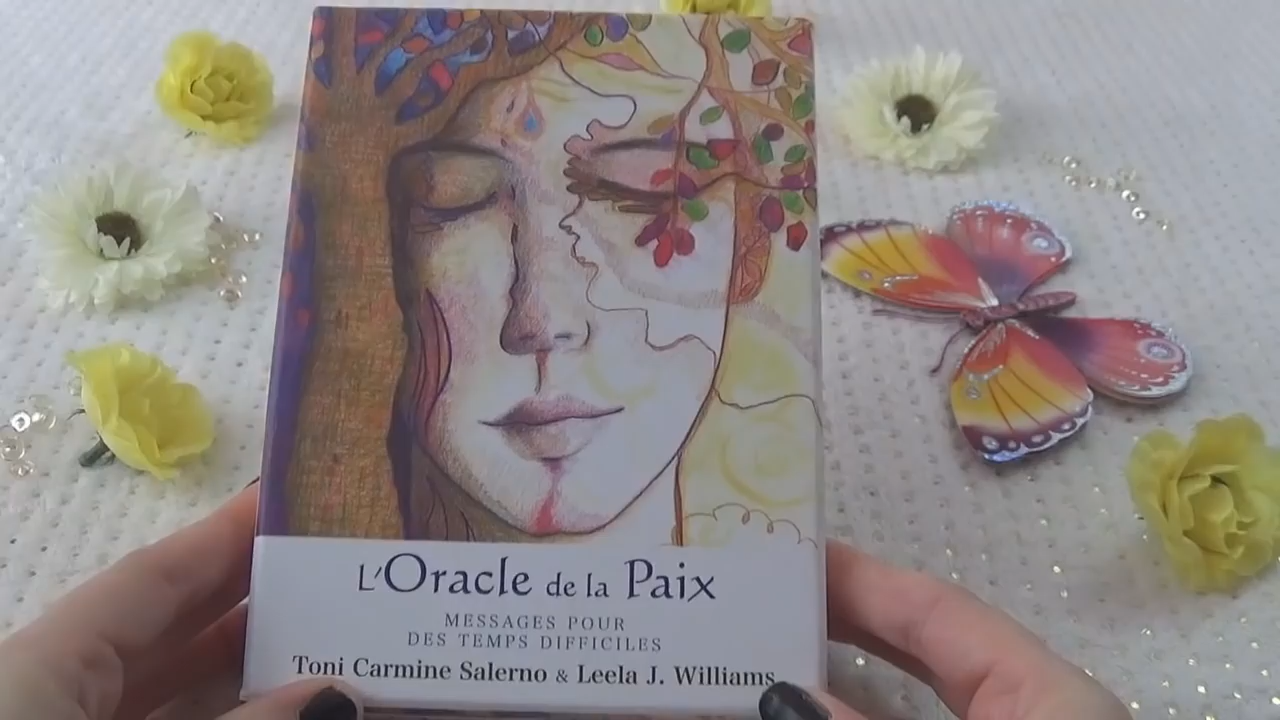 L'Oracle de la Paix
MESSAGES POUR
DES TEMPS DIFFICILES
Toni Carmine Salerno & Leela J. Williams